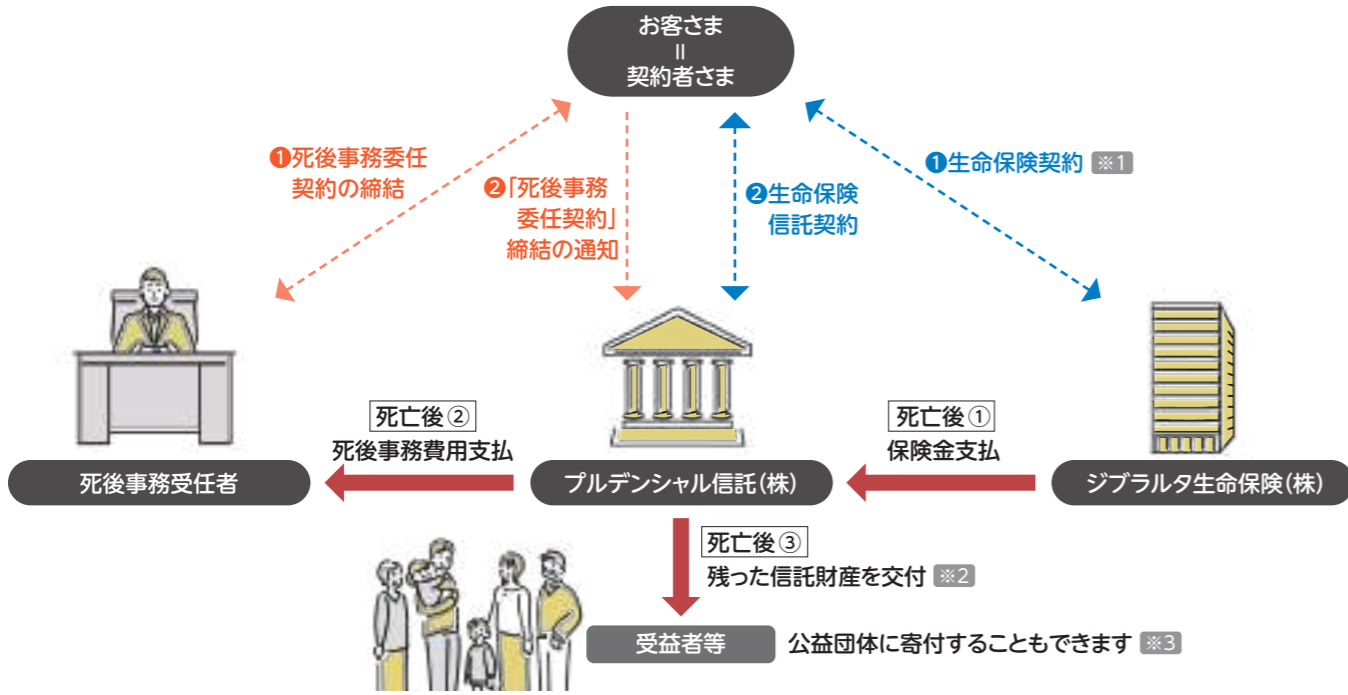 お客さま
=
契約者さま
❶死後事務委任
契約の締結
❷「死後事務
委任契約」
締結の通知
❷生命保険
信託契約
❶生命保険契約 ※1
死亡後②
死後事務費用支払
死亡後①
保険金支払
死後事務受任者
プルデンシャル信託(株)
ジブラルタ生命保険(株)
死亡後③
残った信託財産を交付 ※2
受益者等
公益団体に寄付することもできます ※3